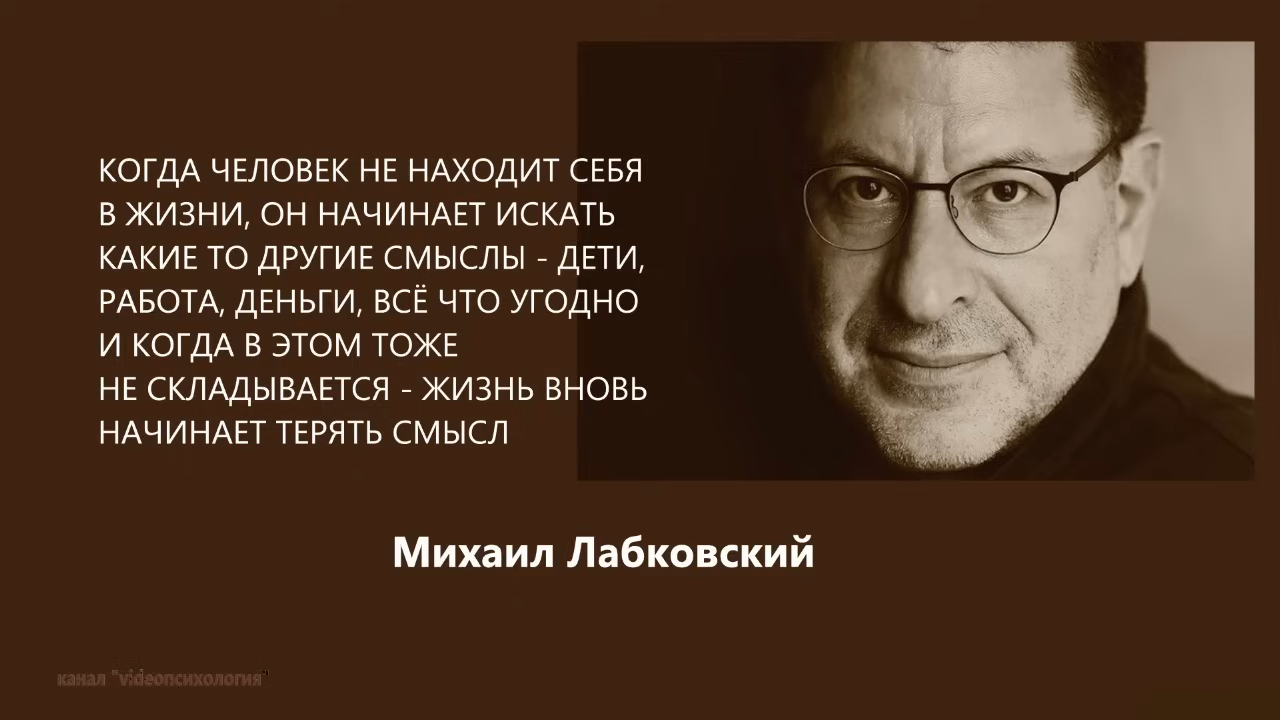 КОГДА ЧЕЛОВЕК НЕ НАХОДИТ СЕБЯ
В ЖИЗНИ, ОН НАЧИНАЕТ ИСКАТЬ
КАКИЕ ТО ДРУГИЕ СМЫСЛЫ - ДЕТИ,
РАБОТА, ДЕНЬГИ, ВСЁ ЧТО УГОДНО
И КОГДА В ЭТОМ ТОЖЕ
НЕ СКЛАДЫВАЕТСЯ - ЖИЗНЬ ВНОВЬ
НАЧИНАЕТ ТЕРЯТЬ СМЫСЛ
Михаил Лабковский
канал "videoпсихология"